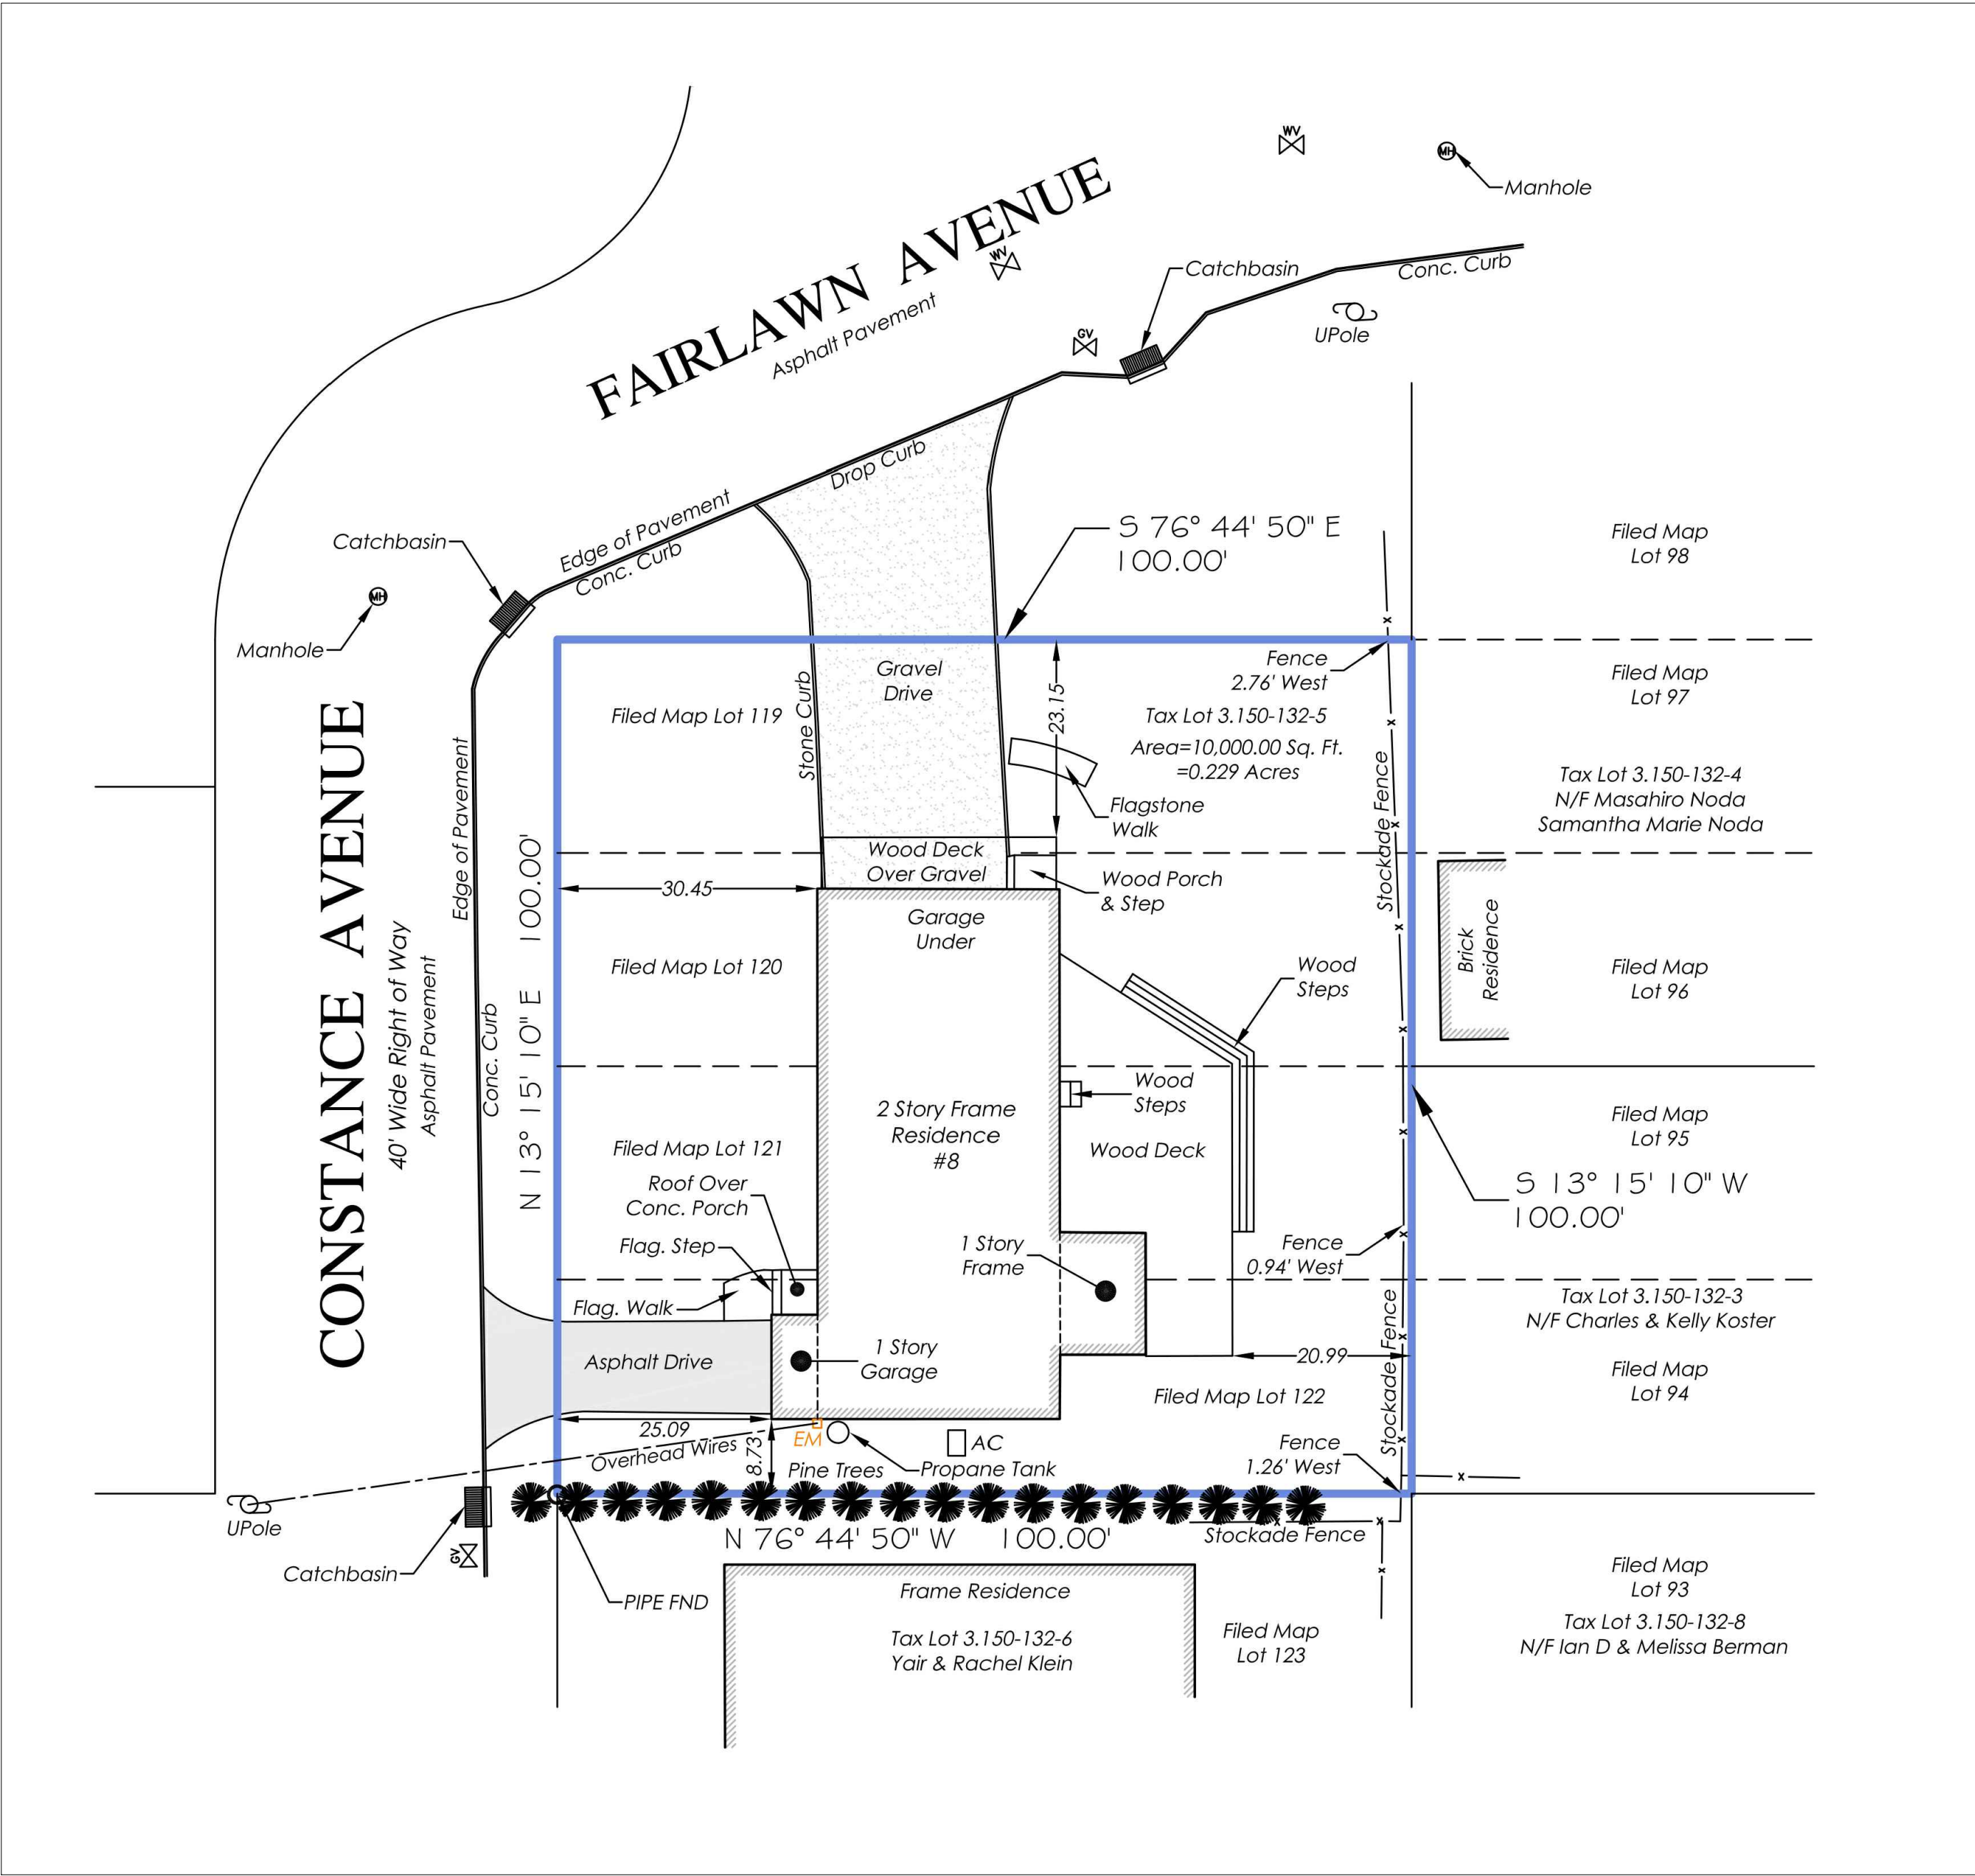 WV
MH
Manhole
FAIRLAWN AVENUE
WV
Asphalt Pavement
Catchbasin
Conc. Curb
GV
UPole
Drop Curb
Edge of Pavement
Conc. Curb
Catchbasin
MH
Manhole
S 76° 44' 50" E
100.00'
Filed Map
Lot 98
Gravel
Drive
Fence
2.76' West
Filed Map
Lot 97
Filed Map Lot 119
Stone Curb
23.15
Tax Lot 3.150-132-5
Area=10,000.00 Sq. Ft.
=0.229 Acres
Flagstone
Walk
Stockade Fence
Tax Lot 3.150-132-4
N/F Masahiro Noda
Samantha Marie Noda
CONSTANCE AVENUE
40' Wide Right of Way
Asphalt Pavement
Edge of Pavement
Conc. Curb
N 13° 15' 10" E 100.00'
Wood Deck
Over Gravel
30.45
Wood Porch
& Step
Garage
Under
Brick
Residence
Filed Map Lot 120
Wood
Steps
Filed Map
Lot 96
Wood
Steps
2 Story Frame
Residence
#8
Wood Deck
Filed Map
Lot 95
Filed Map Lot 121
Roof Over
Conc. Porch
S 13° 15' 10" W
100.00'
Flag. Step
1 Story
Frame
Fence
0.94' West
Flag. Walk
Tax Lot 3.150-132-3
N/F Charles & Kelly Koster
Asphalt Drive
1 Story
Garage
20.99
Stockade Fence
Filed Map
Lot 94
Filed Map Lot 122
25.09
Overhead Wires
8.73
EM
AC
Pine Trees
Propane Tank
Fence
1.26' West
UPole
N 76° 44' 50" W 100.00'
Stockade Fence
GV
Catchbasin
PIPE FND
Frame Residence
Tax Lot 3.150-132-6
Yair & Rachel Klein
Filed Map
Lot 123
Filed Map
Lot 93
Tax Lot 3.150-132-8
N/F Ian D & Melissa Berman